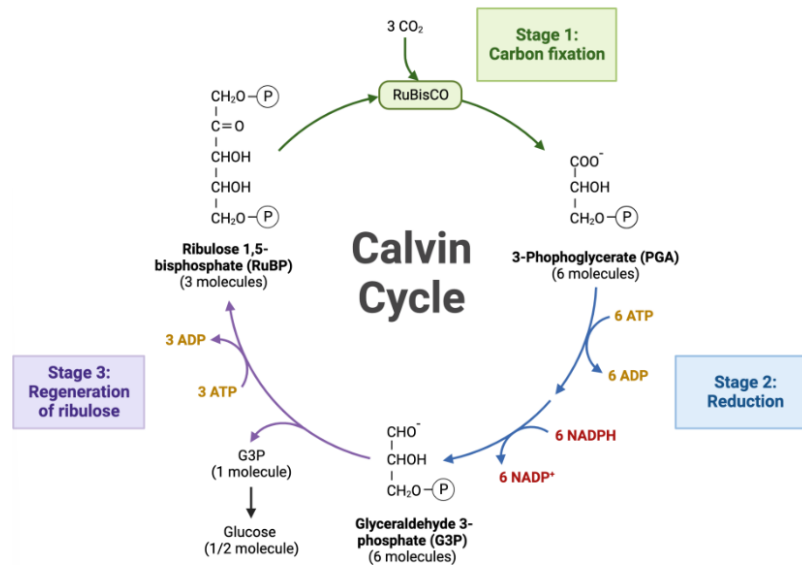 3 CO₂
Stage 1:
Carbon fixation
RuBisCO
CH₂O-P
C=O
CHOH
CHOH
CH₂O-P
Ribulose 1,5-
bisphosphate (RuBP)
(3 molecules)
COO⁻
CHOH
CH₂O-P
3-Phophoglycerate (PGA)
(6 molecules)
Calvin
Cycle
6 ATP
6 ADP
Stage 2:
Reduction
6 NADPH
6 NADP⁺
CHO⁻
CHOH
CH₂O-P
Glyceraldehyde 3-
phosphate (G3P)
(6 molecules)
3 ADP
3 ATP
Stage 3:
Regeneration
of ribulose
G3P
(1 molecule)
Glucose
(1/2 molecule)